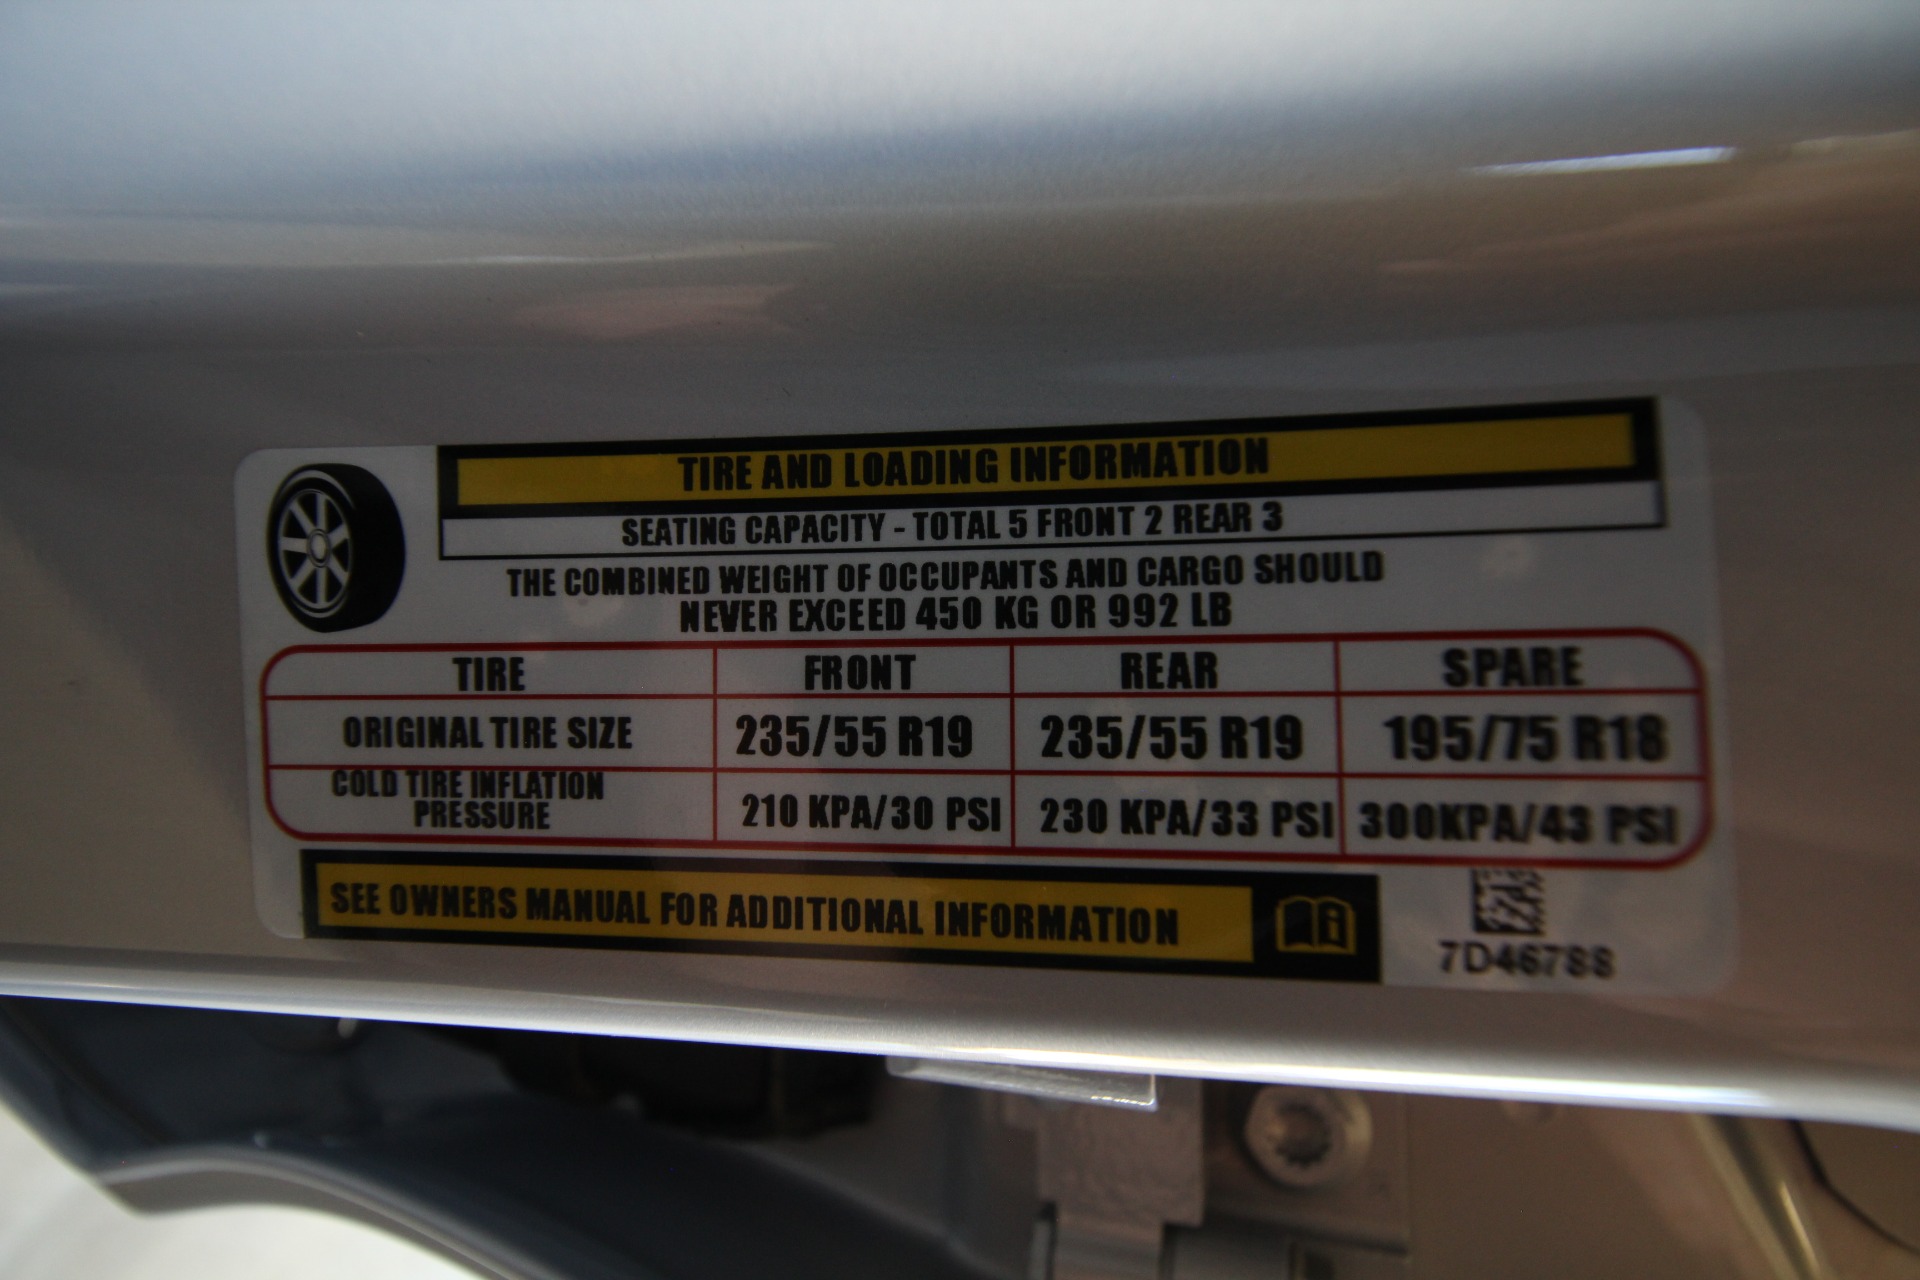 TIRE AND LOADING INFORMATION
SEATING CAPACITY - TOTAL 5 FRONT 2 REAR 3
THE COMBINED WEIGHT OF OCCUPANTS AND CARGO SHOULD
NEVER EXCEED 450 KG OR 992 LB
TIRE FRONT REAR SPARE
ORIGINAL TIRE SIZE 235/55 R19 235/55 R19 195/75 R18
COLD TIRE INFLATION
PRESSURE 210 KPA/30 PSI 230 KPA/33 PSI 300KPA/43 PSI
SEE OWNERS MANUAL FOR ADDITIONAL INFORMATION
7D46788